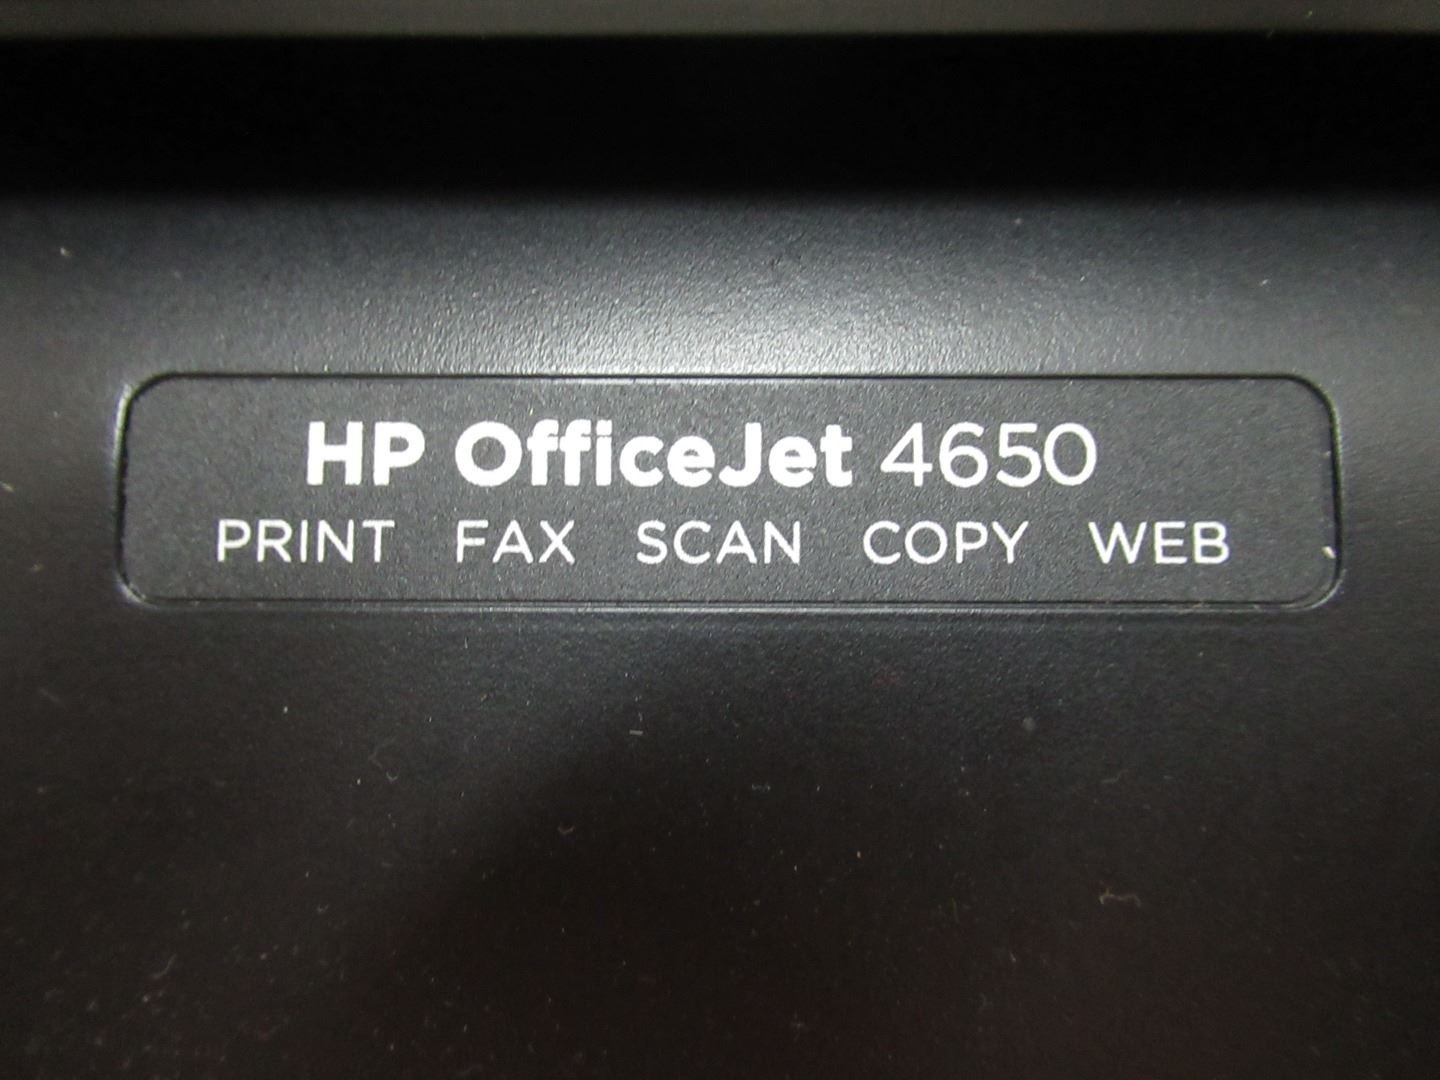 HP OfficeJet 4650
PRINT FAX SCAN COPY WEB